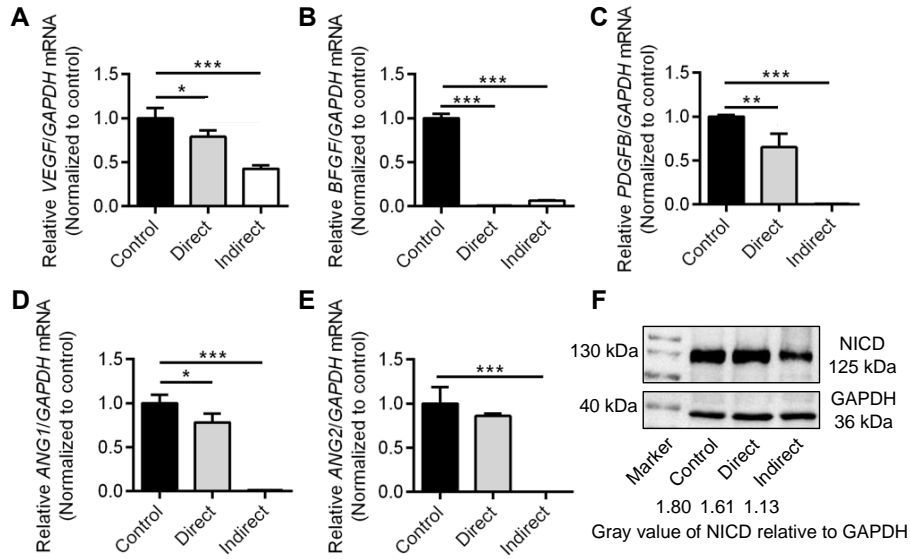 A
Relative VEGF/GAPDH mRNA
(Normalized to control)
1.5
1.0
0.5
0.0
***
*
Control
Direct
Indirect
B
Relative BFGF/GAPDH mRNA
(Normalized to control)
1.5
1.0
0.5
0.0
***
***
Control
Direct
Indirect
C
Relative PDGFB/GAPDH mRNA
(Normalized to control)
1.5
1.0
0.5
0.0
***
**
Control
Direct
Indirect
D
Relative ANG1/GAPDH mRNA
(Normalized to control)
1.5
1.0
0.5
0.0
***
*
Control
Direct
Indirect
E
Relative ANG2/GAPDH mRNA
(Normalized to control)
1.5
1.0
0.5
0.0
***
Control
Direct
Indirect
F
130 kDa
NICD
125 kDa
40 kDa
GAPDH
36 kDa
Marker
Control
Direct
Indirect
1.80 1.61 1.13
Gray value of NICD relative to GAPDH